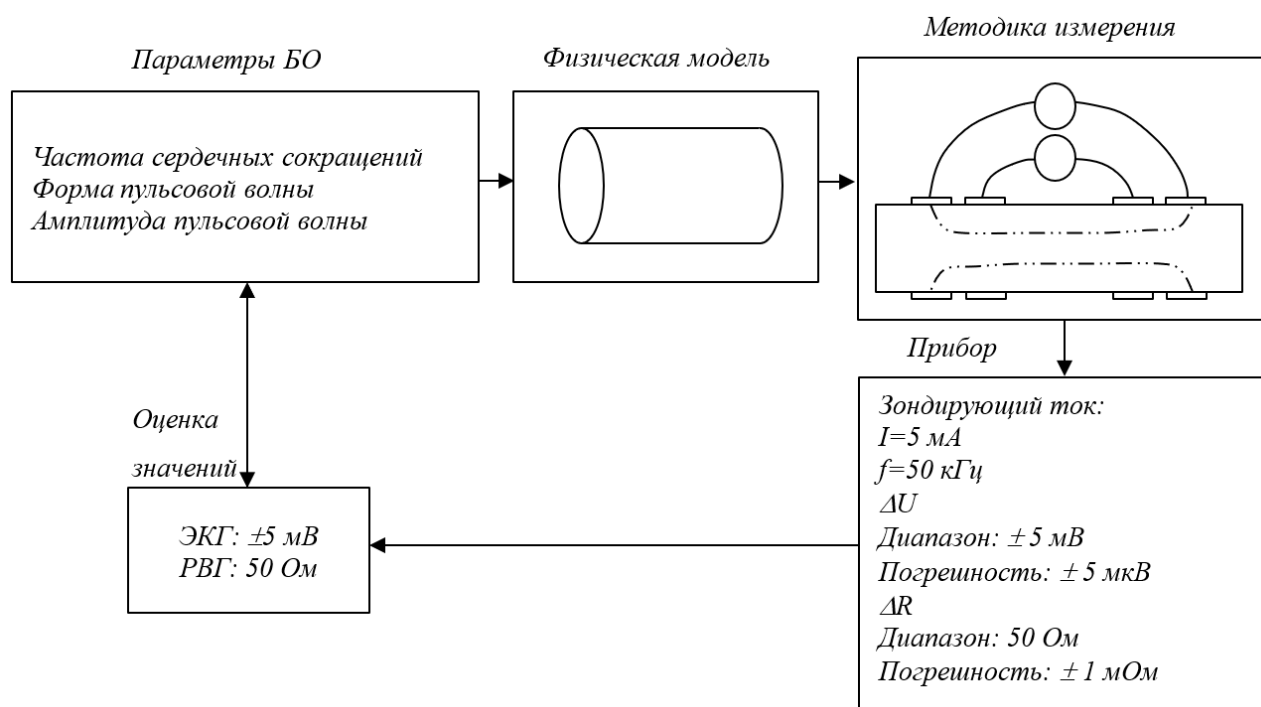 Параметры БО
Физическая модель
Методика измерения
Частота сердечных сокращений
Форма пульсовой волны
Амплитуда пульсовой волны
Прибор
Зондирующий ток:
I=5 мА
f=50 кГц
ΔU
Диапазон: ± 5 мВ
Погрешность: ± 5 мкВ
ΔR
Диапазон: 50 Ом
Погрешность: ± 1 мОм
Оценка
значений
ЭКГ: ±5 мВ
РВГ: 50 Ом